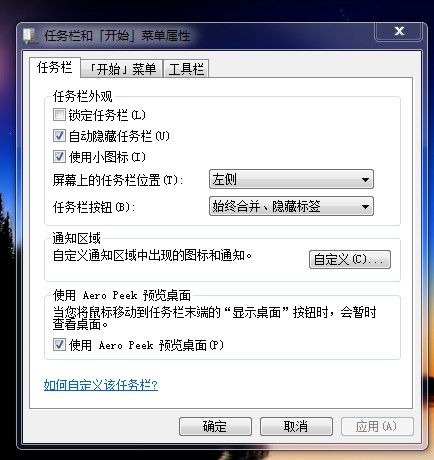 任务栏和「开始」菜单属性
任务栏
「开始」菜单
工具栏
任务栏外观
锁定任务栏(L)
自动隐藏任务栏(U)
使用小图标(I)
屏幕上的任务栏位置(T): 左侧
任务栏按钮(B): 始终合并、隐藏标签
通知区域
自定义通知区域中出现的图标和通知。
自定义(C)...
使用 Aero Peek 预览桌面
当您将鼠标移动到任务栏末端的“显示桌面”按钮时，会暂时
查看桌面。
使用 Aero Peek 预览桌面(P)
如何自定义该任务栏?
确定 取消 应用(A)